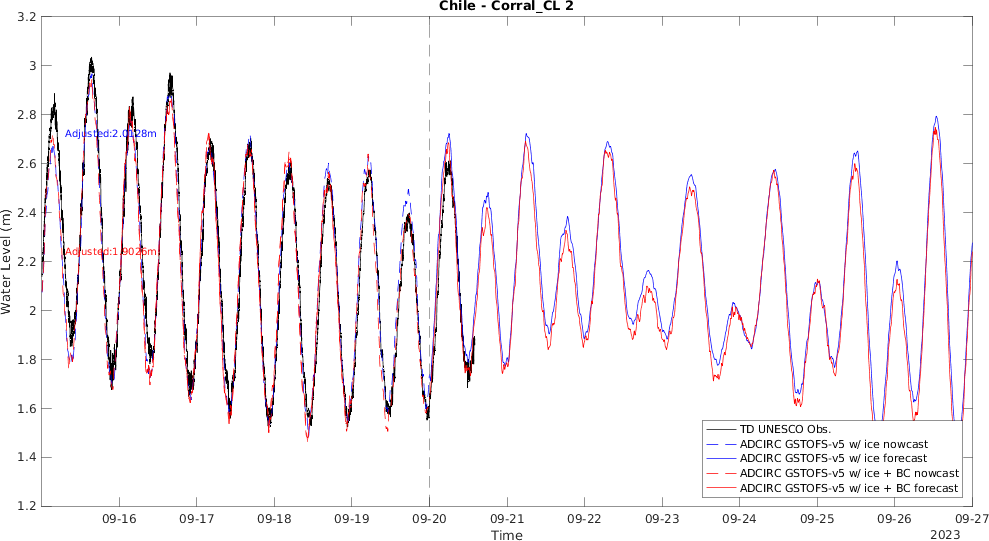 Chile - Corral_CL 2
3.2
3
2.8
2.6
2.4
2.2
2
1.8
1.6
1.4
1.2
Water Level (m)
Adjusted:2.0128m
Adjusted:1.9026m
TD UNESCO Obs.
ADCIRC GSTOFS-v5 w/ ice nowcast
ADCIRC GSTOFS-v5 w/ ice forecast
ADCIRC GSTOFS-v5 w/ ice + BC nowcast
ADCIRC GSTOFS-v5 w/ ice + BC forecast
09-16 09-17 09-18 09-19 09-20 09-21 09-22 09-23 09-24 09-25 09-26 09-27
Time
2023